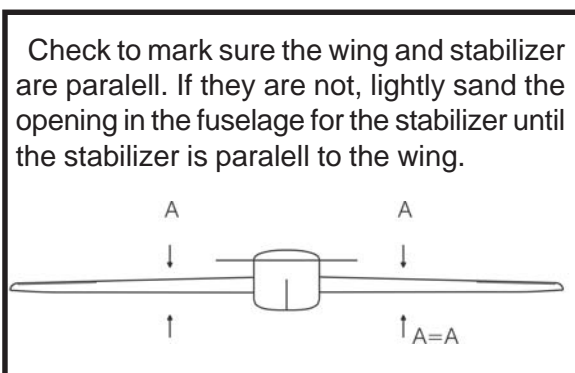 Check to mark sure the wing and stabilizer
are paralell. If they are not, lightly sand the
opening in the fuselage for the stabilizer until
the stabilizer is paralell to the wing.
A A
A=A